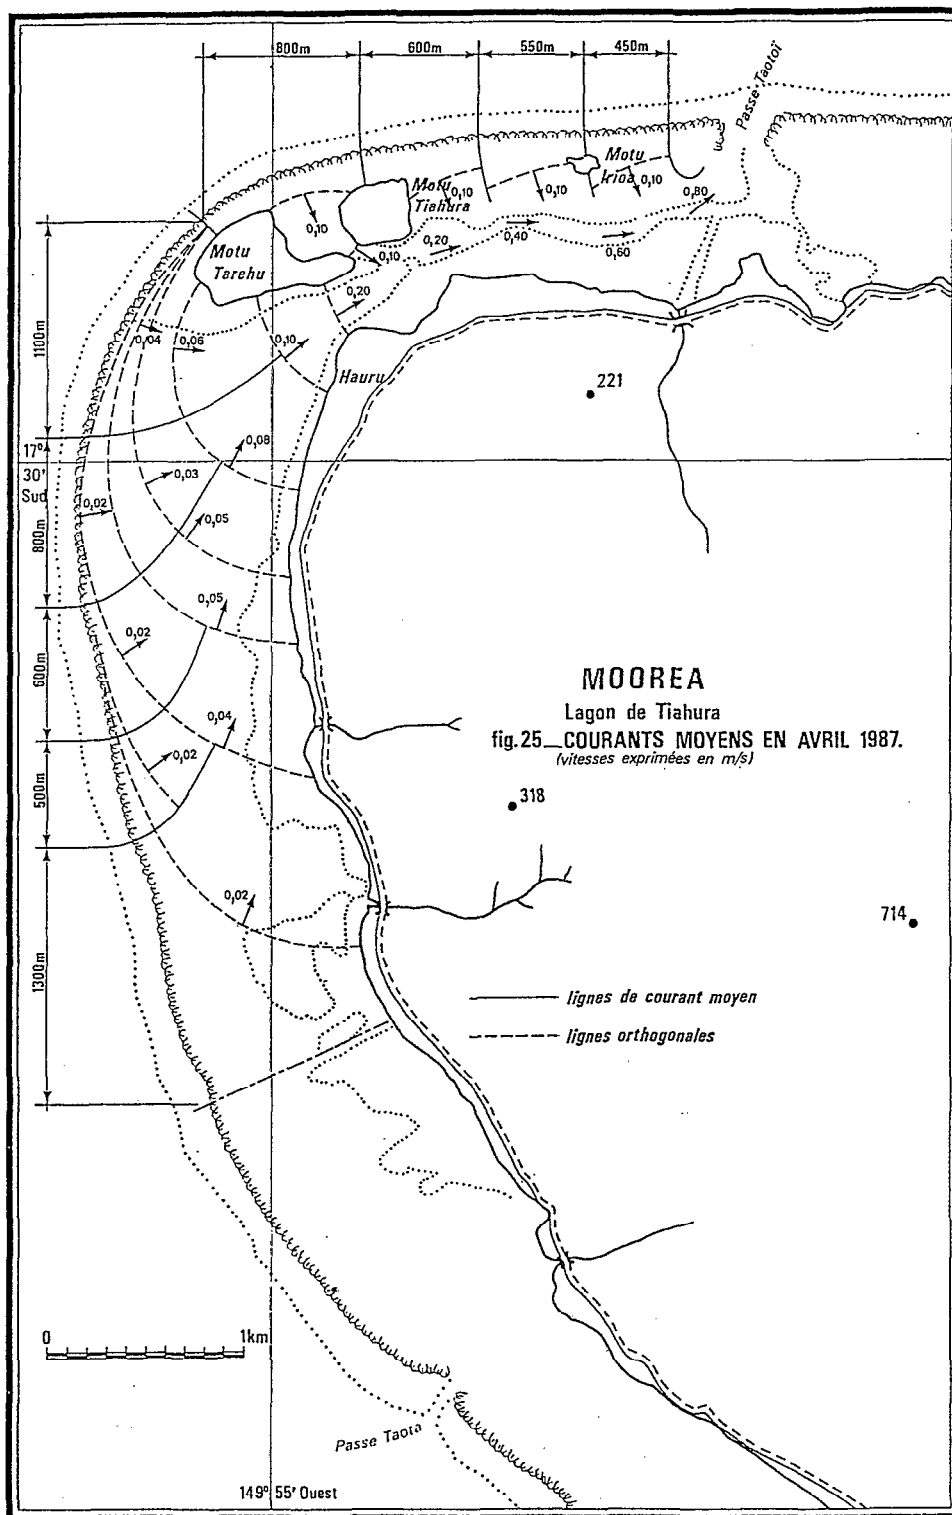 800m
600m
550m
450m
Passe Taotoï
Motu
Irioa
Motu
Tiahura
0,10
0,10
0,10
0,80
0,10
0,20
0,40
0,60
0,10
Motu
Tarehu
0,20
0,04
0,06
0,10
1100m
Hauru
221
17°
30'
Sud
0,08
0,03
0,02
0,05
800m
0,05
0,02
600m
MOOREA
Lagon de Tiahura
fig.25_COURANTS MOYENS EN AVRIL 1987.
(vitesses exprimées en m/s)
0,04
0,02
500m
318
714
0,02
1300m
lignes de courant moyen
lignes orthogonales
0
1km
Passe Taota
149° 55' Ouest